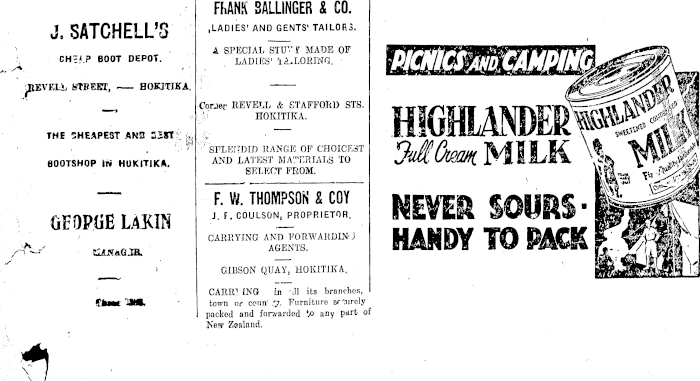 J. SATCHELL'S
CHEAP BOOT DEPOT,
REVELL STREET, — HOKITIKA.
THE CHEAPEST AND BEST
BOOTSHOP IN HOKITIKA.
GEORGE LAKIN
MANAGER.
FRANK BALLINGER & CO.
LADIES' AND GENTS' TAILORS.
A SPECIAL STUDY MADE OF
LADIES' TAILORING.
Corner REVELL & STAFFORD STS.
HOKITIKA.
SPLENDID RANGE OF CHOICEST
AND LATEST MATERIALS TO
SELECT FROM.
F. W. THOMPSON & COY
J. F. COULSON, PROPRIETOR,
CARRYING AND FORWARDING
AGENTS.
GIBSON QUAY, HOKITIKA,
CARRYING in all its branches,
town or country. Furniture securely
packed and forwarded to any part of
New Zealand.
PICNICS AND CAMPING
HIGHLANDER
Full Cream MILK
NEVER SOURS·
HANDY TO PACK
HIGHLANDER
SWEETENED CONDENSED
MILK